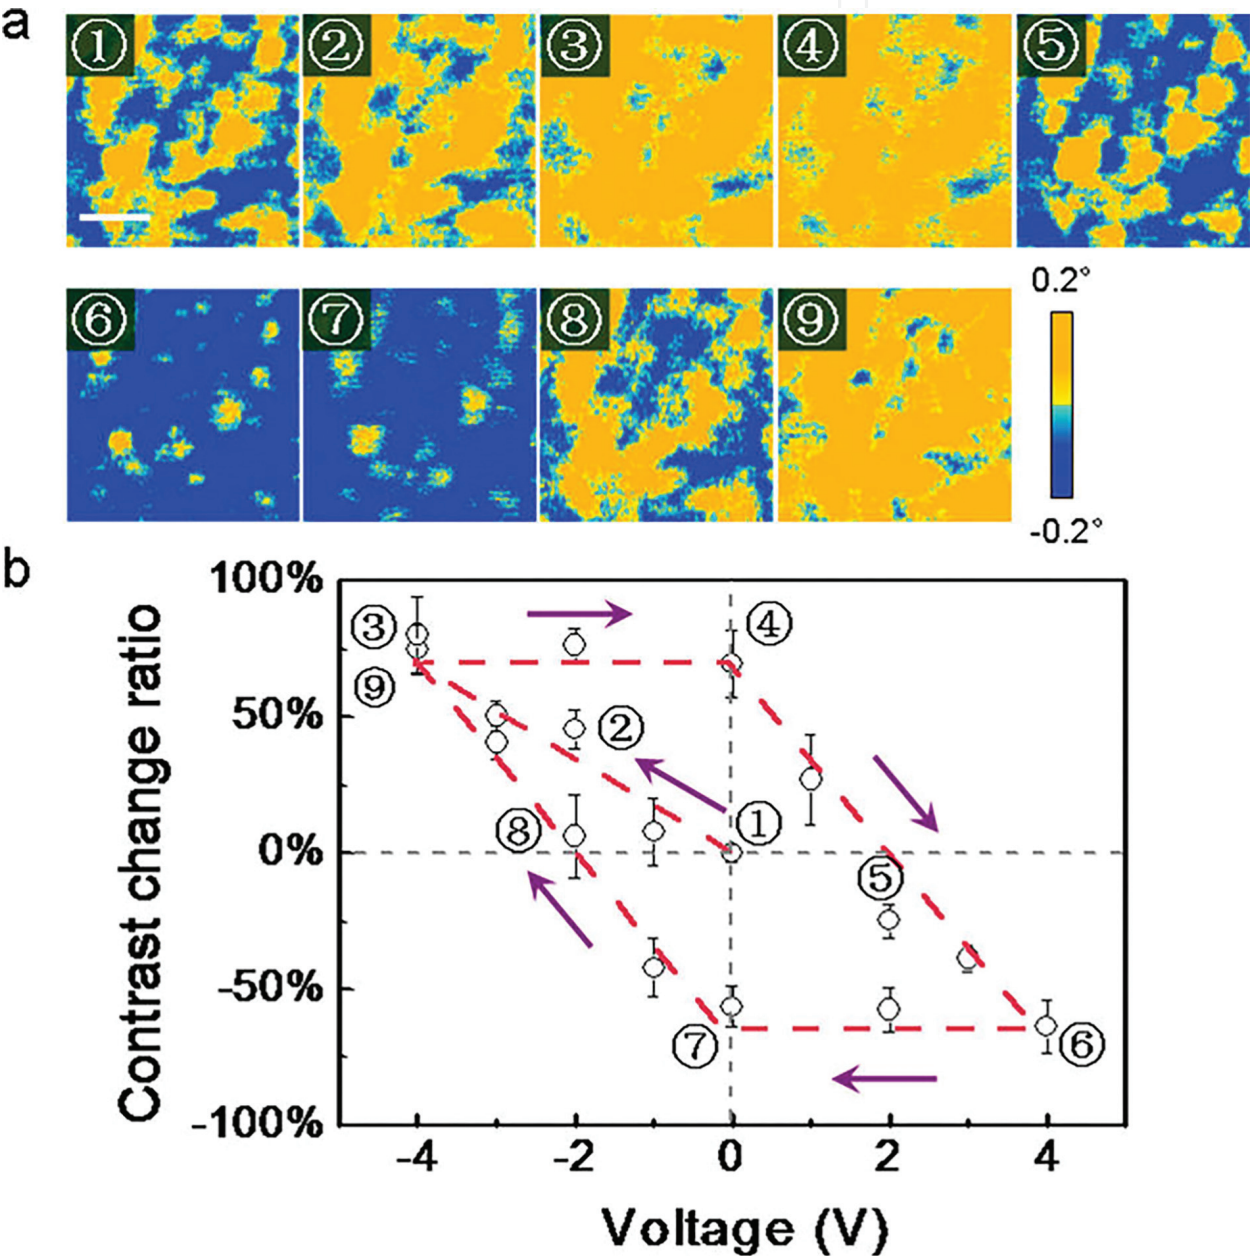 a
① ② ③ ④ ⑤
⑥ ⑦ ⑧ ⑨
0.2°
-0.2°
b
100%
50%
0%
-50%
-100%
Contrast change ratio
③
④
⑨
②
①
⑧
⑤
⑦
⑥
-4 -2 0 2 4
Voltage (V)